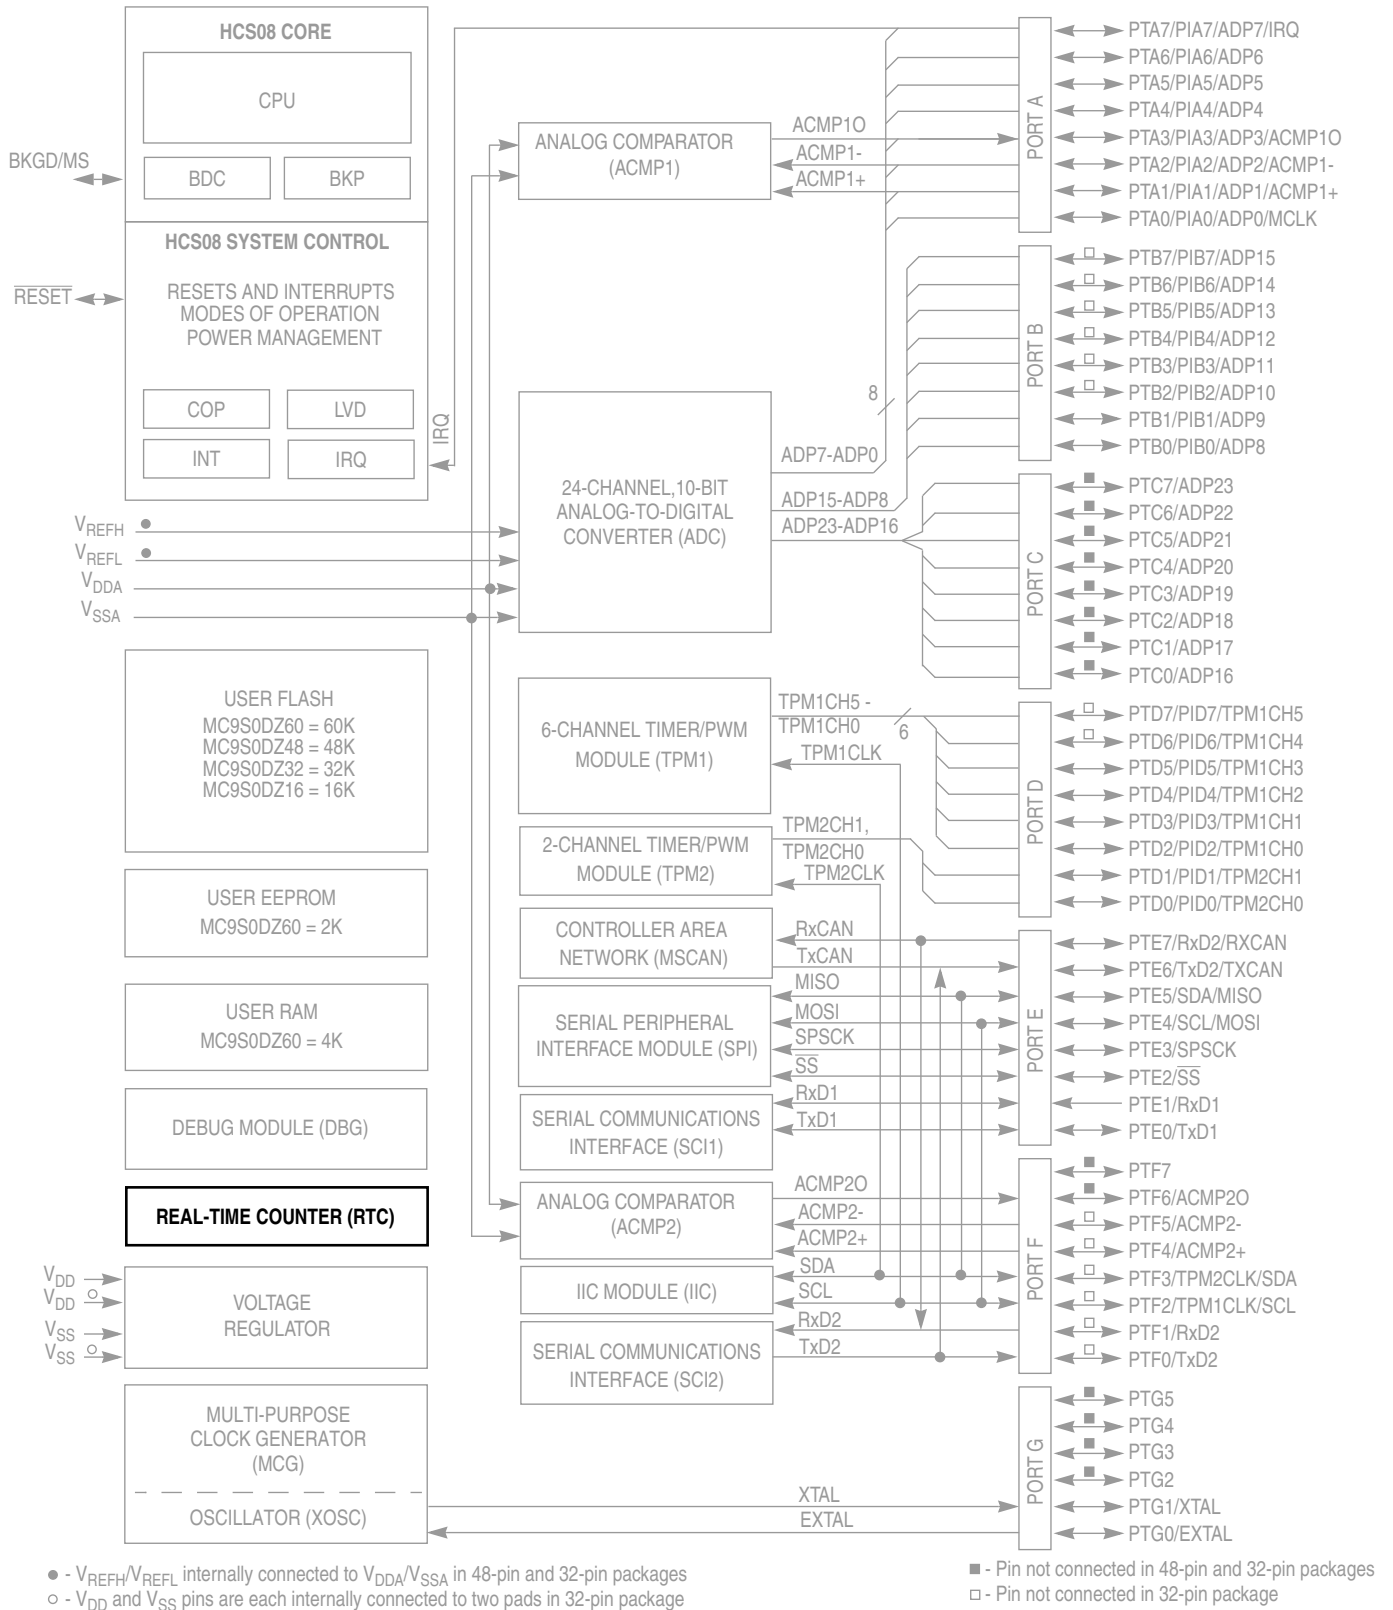 HCS08 CORE
CPU
BDC
BKP
BKGD/MS
HCS08 SYSTEM CONTROL
RESETS AND INTERRUPTS
MODES OF OPERATION
POWER MANAGEMENT
RESET
COP
LVD
INT
IRQ
IRQ
VREFH
VREFL
VDDA
VSSA
USER FLASH
MC9S0DZ60 = 60K
MC9S0DZ48 = 48K
MC9S0DZ32 = 32K
MC9S0DZ16 = 16K
USER EEPROM
MC9S0DZ60 = 2K
USER RAM
MC9S0DZ60 = 4K
DEBUG MODULE (DBG)
REAL-TIME COUNTER (RTC)
VDD
VDD
VSS
VSS
VOLTAGE
REGULATOR
MULTI-PURPOSE
CLOCK GENERATOR
(MCG)
OSCILLATOR (XOSC)
ANALOG COMPARATOR
(ACMP1)
ACMP1O
ACMP1-
ACMP1+
24-CHANNEL,10-BIT
ANALOG-TO-DIGITAL
CONVERTER (ADC)
8
ADP7-ADP0
ADP15-ADP8
ADP23-ADP16
6-CHANNEL TIMER/PWM
MODULE (TPM1)
TPM1CH5 -
TPM1CH0
6
TPM1CLK
2-CHANNEL TIMER/PWM
MODULE (TPM2)
TPM2CH1,
TPM2CH0
TPM2CLK
CONTROLLER AREA
NETWORK (MSCAN)
RxCAN
TxCAN
SERIAL PERIPHERAL
INTERFACE MODULE (SPI)
MISO
MOSI
SPSCK
SS
SERIAL COMMUNICATIONS
INTERFACE (SCI1)
RxD1
TxD1
ANALOG COMPARATOR
(ACMP2)
ACMP2O
ACMP2-
ACMP2+
IIC MODULE (IIC)
SDA
SCL
SERIAL COMMUNICATIONS
INTERFACE (SCI2)
RxD2
TxD2
XTAL
EXTAL
PORT A
PTA7/PIA7/ADP7/IRQ
PTA6/PIA6/ADP6
PTA5/PIA5/ADP5
PTA4/PIA4/ADP4
PTA3/PIA3/ADP3/ACMP1O
PTA2/PIA2/ADP2/ACMP1-
PTA1/PIA1/ADP1/ACMP1+
PTA0/PIA0/ADP0/MCLK
PORT B
PTB7/PIB7/ADP15
PTB6/PIB6/ADP14
PTB5/PIB5/ADP13
PTB4/PIB4/ADP12
PTB3/PIB3/ADP11
PTB2/PIB2/ADP10
PTB1/PIB1/ADP9
PTB0/PIB0/ADP8
PORT C
PTC7/ADP23
PTC6/ADP22
PTC5/ADP21
PTC4/ADP20
PTC3/ADP19
PTC2/ADP18
PTC1/ADP17
PTC0/ADP16
PORT D
PTD7/PID7/TPM1CH5
PTD6/PID6/TPM1CH4
PTD5/PID5/TPM1CH3
PTD4/PID4/TPM1CH2
PTD3/PID3/TPM1CH1
PTD2/PID2/TPM1CH0
PTD1/PID1/TPM2CH1
PTD0/PID0/TPM2CH0
PORT E
PTE7/RxD2/RXCAN
PTE6/TxD2/TXCAN
PTE5/SDA/MISO
PTE4/SCL/MOSI
PTE3/SPSCK
PTE2/SS
PTE1/RxD1
PTE0/TxD1
PORT F
PTF7
PTF6/ACMP2O
PTF5/ACMP2-
PTF4/ACMP2+
PTF3/TPM2CLK/SDA
PTF2/TPM1CLK/SCL
PTF1/RxD2
PTF0/TxD2
PORT G
PTG5
PTG4
PTG3
PTG2
PTG1/XTAL
PTG0/EXTAL
● - VREFH/VREFL internally connected to VDDA/VSSA in 48-pin and 32-pin packages
○ - VDD and VSS pins are each internally connected to two pads in 32-pin package
■ - Pin not connected in 48-pin and 32-pin packages
□ - Pin not connected in 32-pin package